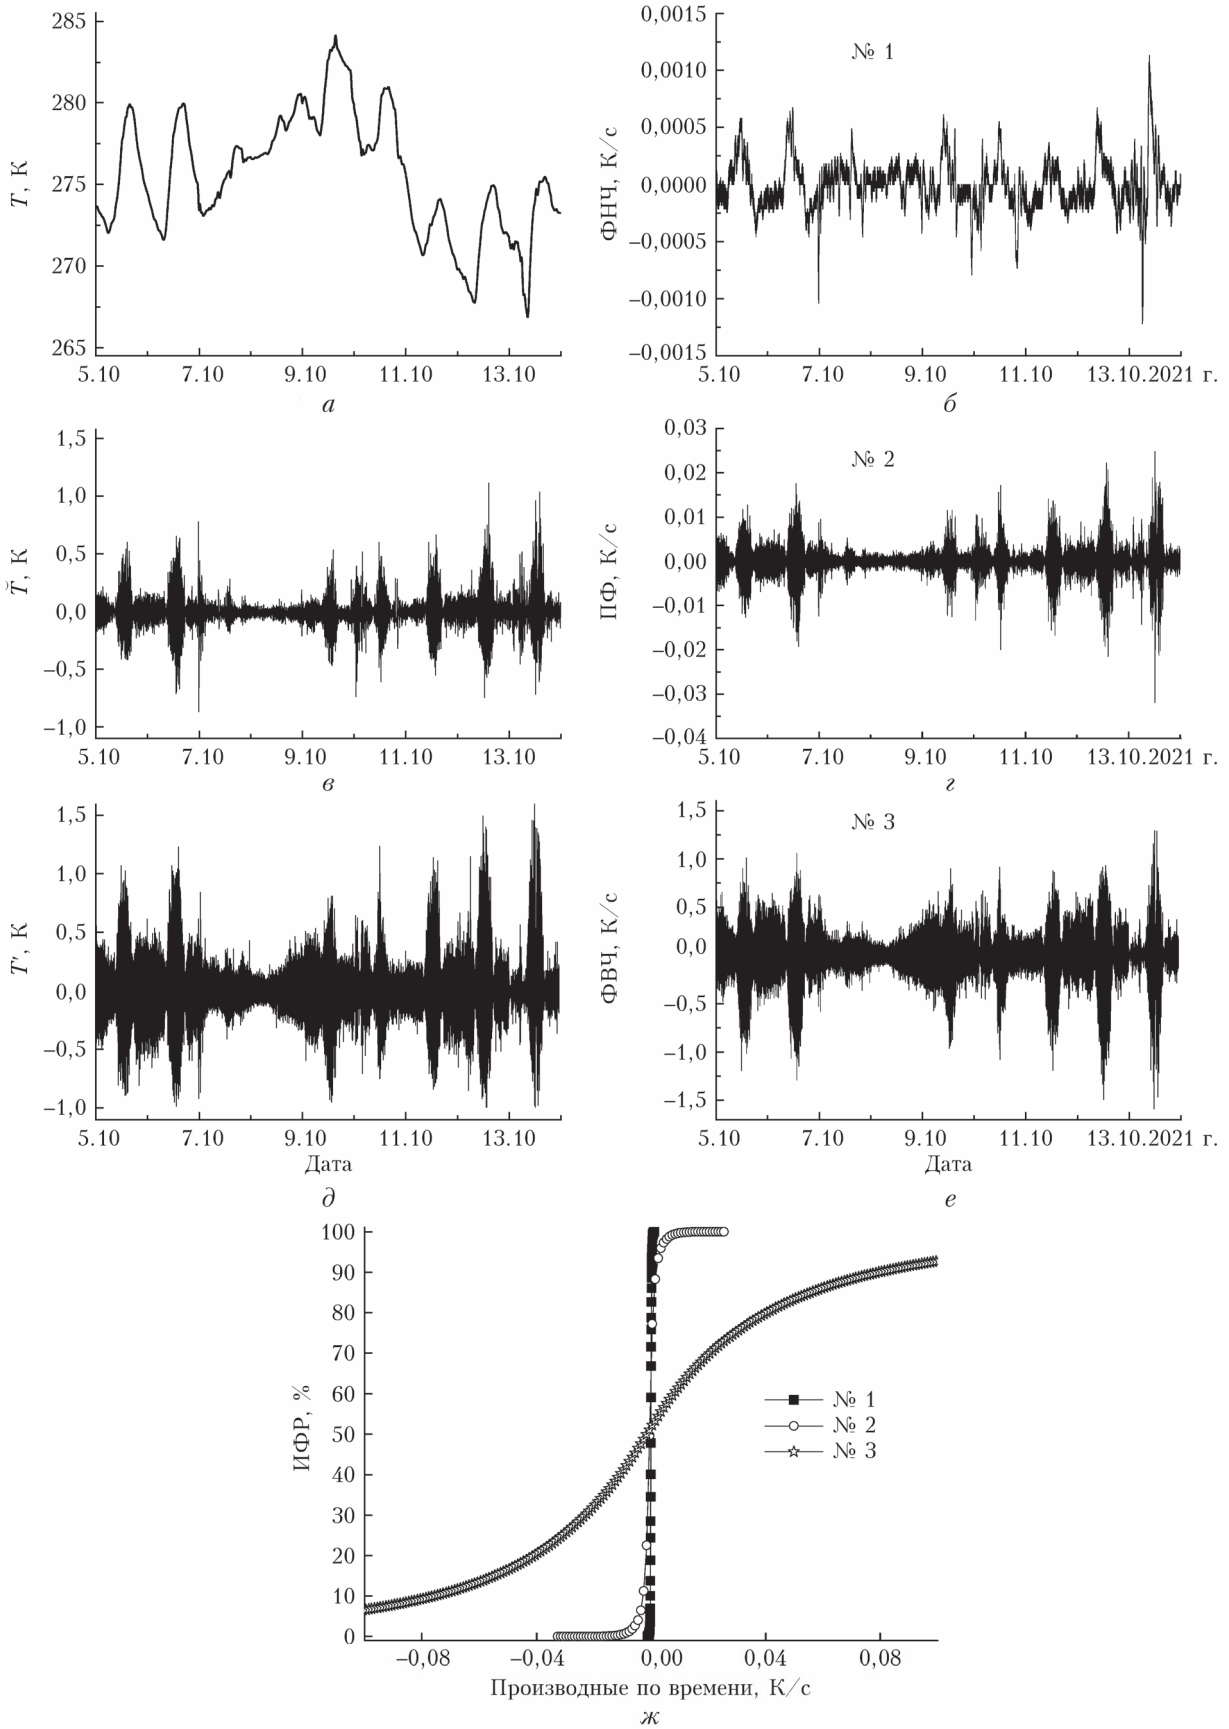 285
280
275
270
265
T, К
5.10 7.10 9.10 11.10 13.10
а
0,0015
0,0010
0,0005
0,0000
−0,0005
−0,0010
−0,0015
ФНЧ, К/с
№ 1
5.10 7.10 9.10 11.10 13.10.2021 г.
б
1,5
1,0
0,5
0,0
−0,5
−1,0
T̆, К
5.10 7.10 9.10 11.10 13.10
в
0,03
0,02
0,01
0,00
−0,01
−0,02
−0,03
−0,04
ПФ, К/с
№ 2
5.10 7.10 9.10 11.10 13.10.2021 г.
г
1,5
1,0
0,5
0,0
−0,5
−1,0
T′, К
5.10 7.10 9.10 11.10 13.10
Дата
д
1,5
1,0
0,5
0,0
−0,5
−1,0
−1,5
ФВЧ, К/с
№ 3
5.10 7.10 9.10 11.10 13.10.2021 г.
Дата
е
100
90
80
70
60
50
40
30
20
10
0
ИФР, %
№ 1
№ 2
№ 3
−0,08 −0,04 0,00 0,04 0,08
Производные по времени, К/с
ж